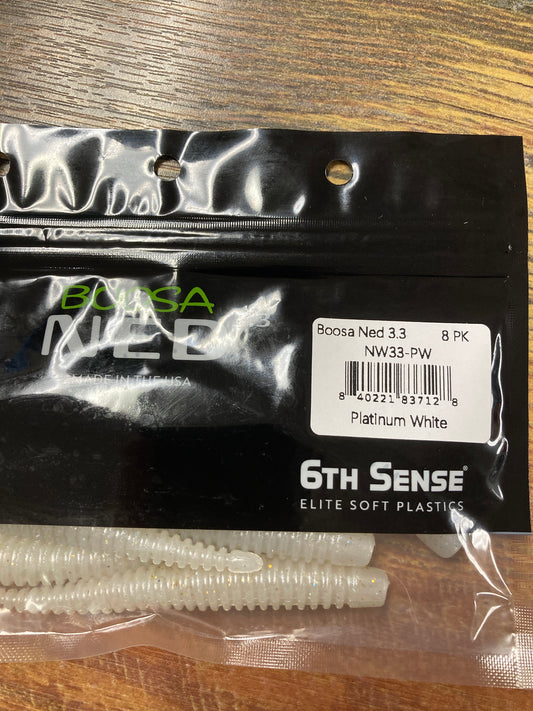 BOOSA
NED
MADE IN THE USA
Boosa Ned 3.3 8 PK
NW33-PW
8 40221 83712 8
Platinum White
6TH SENSE®
ELITE SOFT PLASTICS